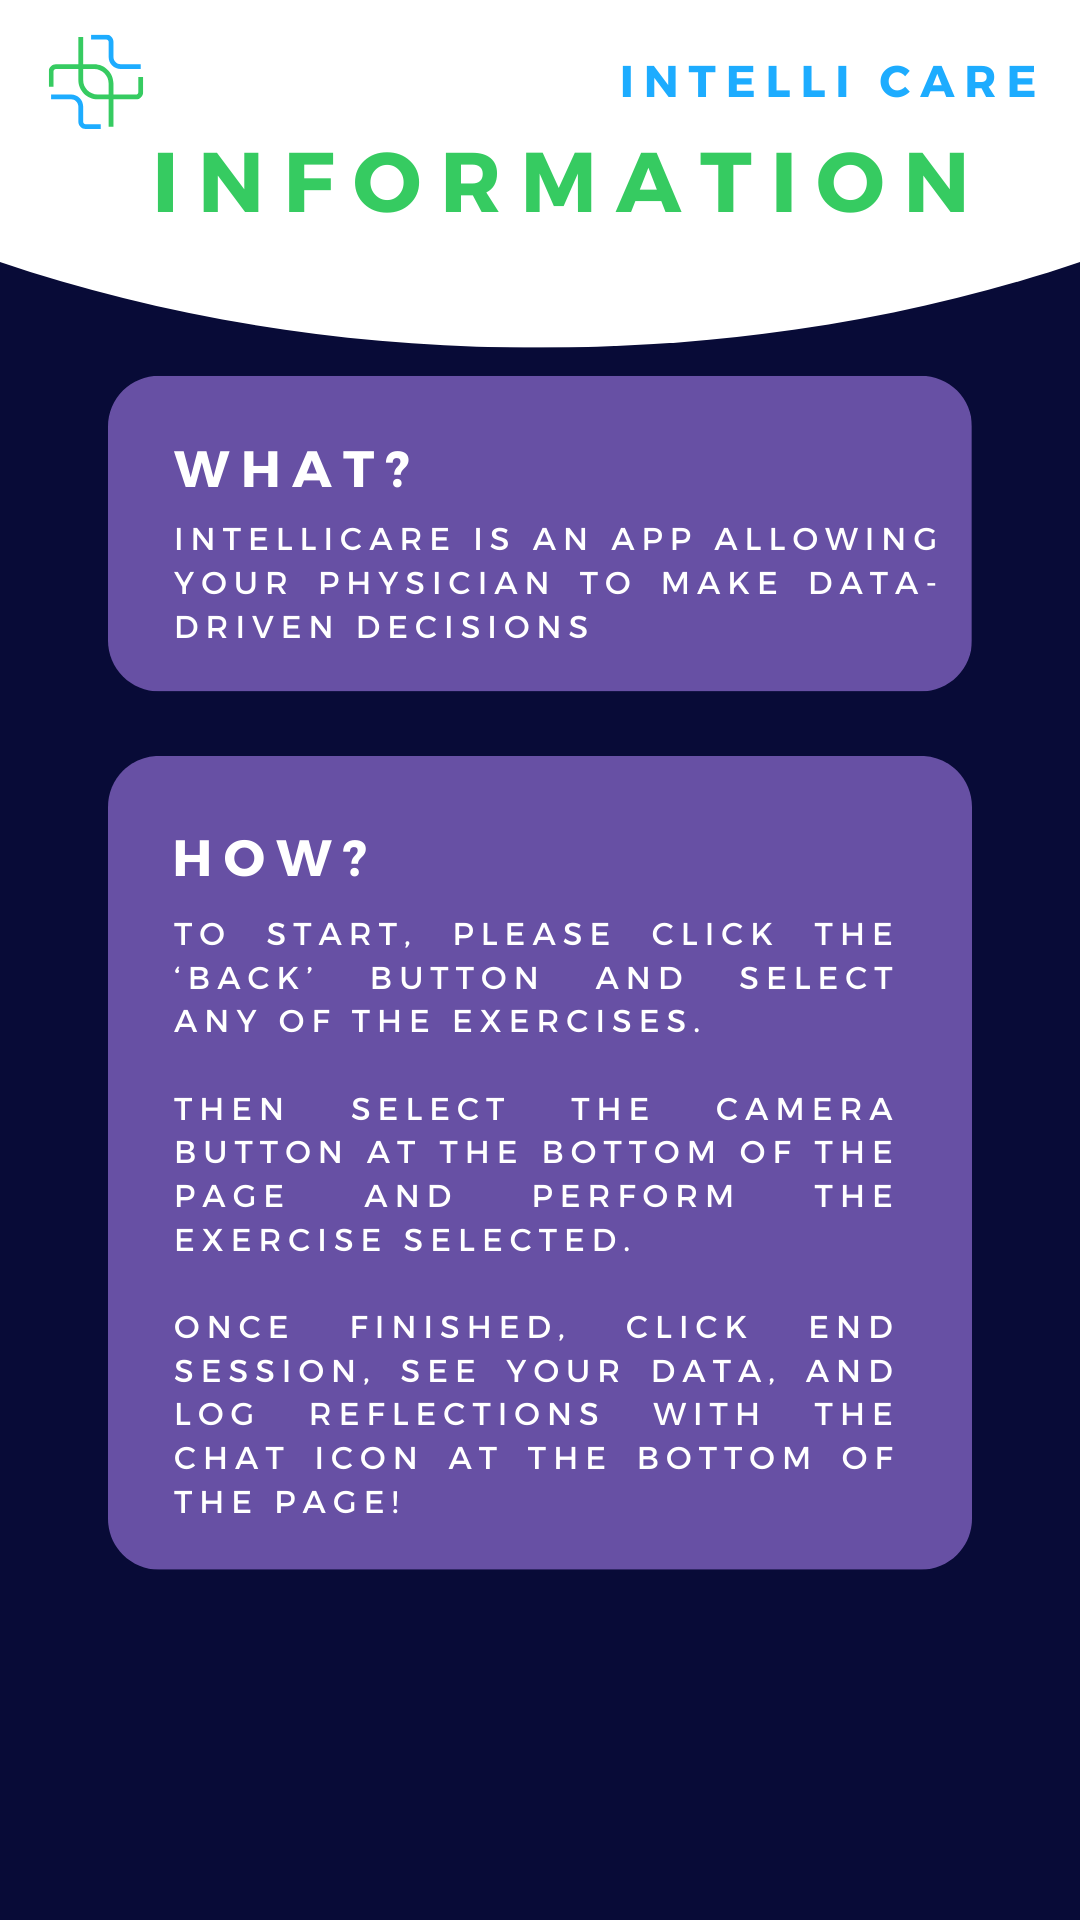 INTELLI CARE
INFORMATION
WHAT?
INTELLICARE IS AN APP ALLOWING
YOUR PHYSICIAN TO MAKE DATA-
DRIVEN DECISIONS
HOW?
TO START, PLEASE CLICK THE
‘BACK’ BUTTON AND SELECT
ANY OF THE EXERCISES.
THEN SELECT THE CAMERA
BUTTON AT THE BOTTOM OF THE
PAGE AND PERFORM THE
EXERCISE SELECTED.
ONCE FINISHED, CLICK END
SESSION, SEE YOUR DATA, AND
LOG REFLECTIONS WITH THE
CHAT ICON AT THE BOTTOM OF
THE PAGE!